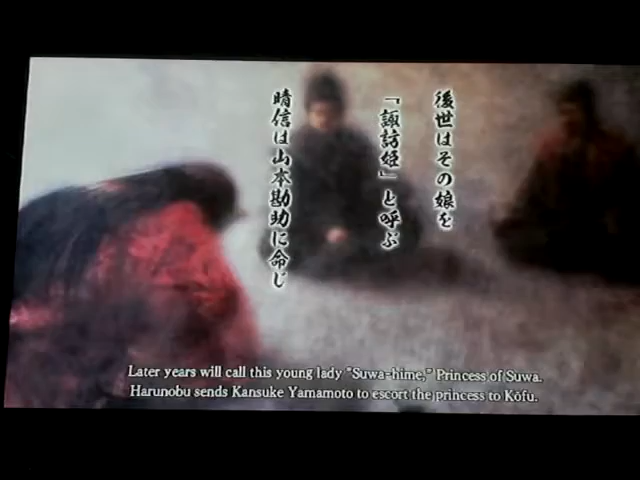 後世はその娘を
「諏訪姫」と呼ぶ
晴信は山本勘助に命じ
Later years will call this young lady "Suwa-hime," Princess of Suwa.
Harunobu sends Kansuke Yamamoto to escort the princess to Kōfu.